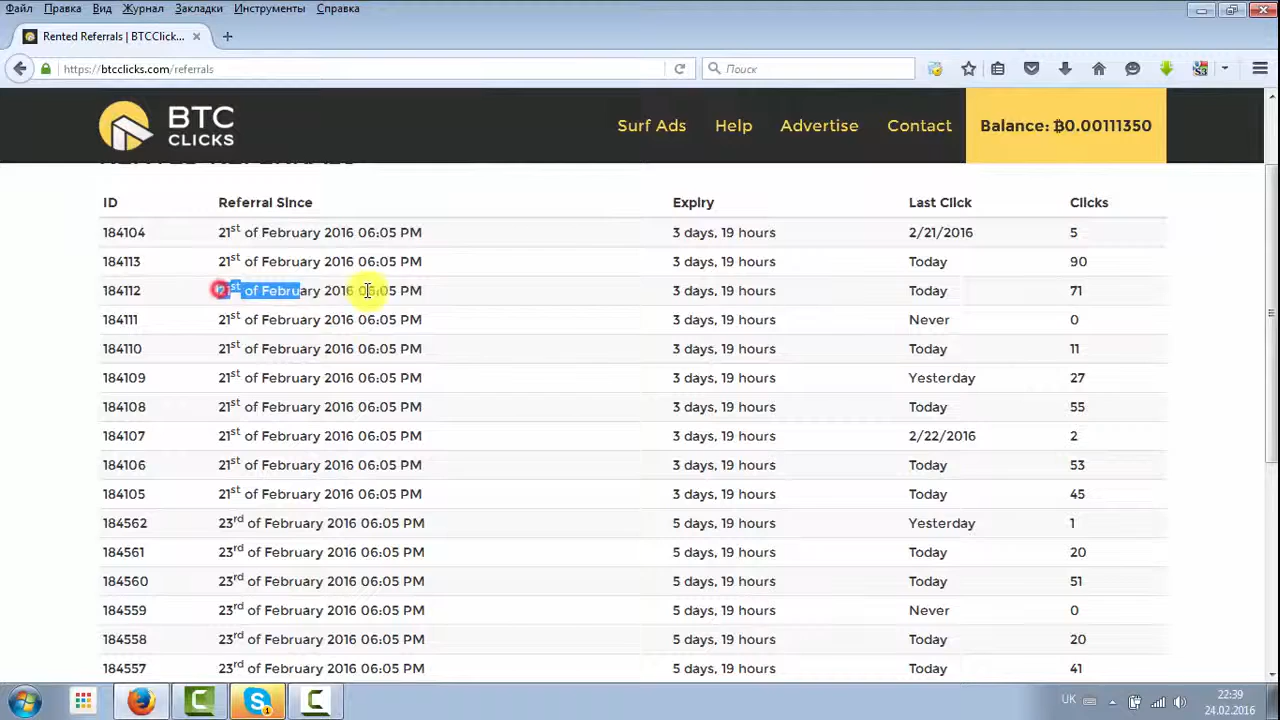 Файл Правка Вид Журнал Закладки Инструменты Справка
Rented Referrals | BTCClick...
https://btcclicks.com/referrals
Поиск
BTC
CLICKS
Surf Ads Help Advertise Contact Balance: ฿0.00111350
ID Referral Since Expiry Last Click Clicks
184104 21st of February 2016 06:05 PM 3 days, 19 hours 2/21/2016 5
184113 21st of February 2016 06:05 PM 3 days, 19 hours Today 90
184112 21st of February 2016 06:05 PM 3 days, 19 hours Today 71
184111 21st of February 2016 06:05 PM 3 days, 19 hours Never 0
184110 21st of February 2016 06:05 PM 3 days, 19 hours Today 11
184109 21st of February 2016 06:05 PM 3 days, 19 hours Yesterday 27
184108 21st of February 2016 06:05 PM 3 days, 19 hours Today 55
184107 21st of February 2016 06:05 PM 3 days, 19 hours 2/22/2016 2
184106 21st of February 2016 06:05 PM 3 days, 19 hours Today 53
184105 21st of February 2016 06:05 PM 3 days, 19 hours Today 45
184562 23rd of February 2016 06:05 PM 5 days, 19 hours Yesterday 1
184561 23rd of February 2016 06:05 PM 5 days, 19 hours Today 20
184560 23rd of February 2016 06:05 PM 5 days, 19 hours Today 51
184559 23rd of February 2016 06:05 PM 5 days, 19 hours Never 0
184558 23rd of February 2016 06:05 PM 5 days, 19 hours Today 20
184557 23rd of February 2016 06:05 PM 5 days, 19 hours Today 41
UK
22:39
24.02.2016